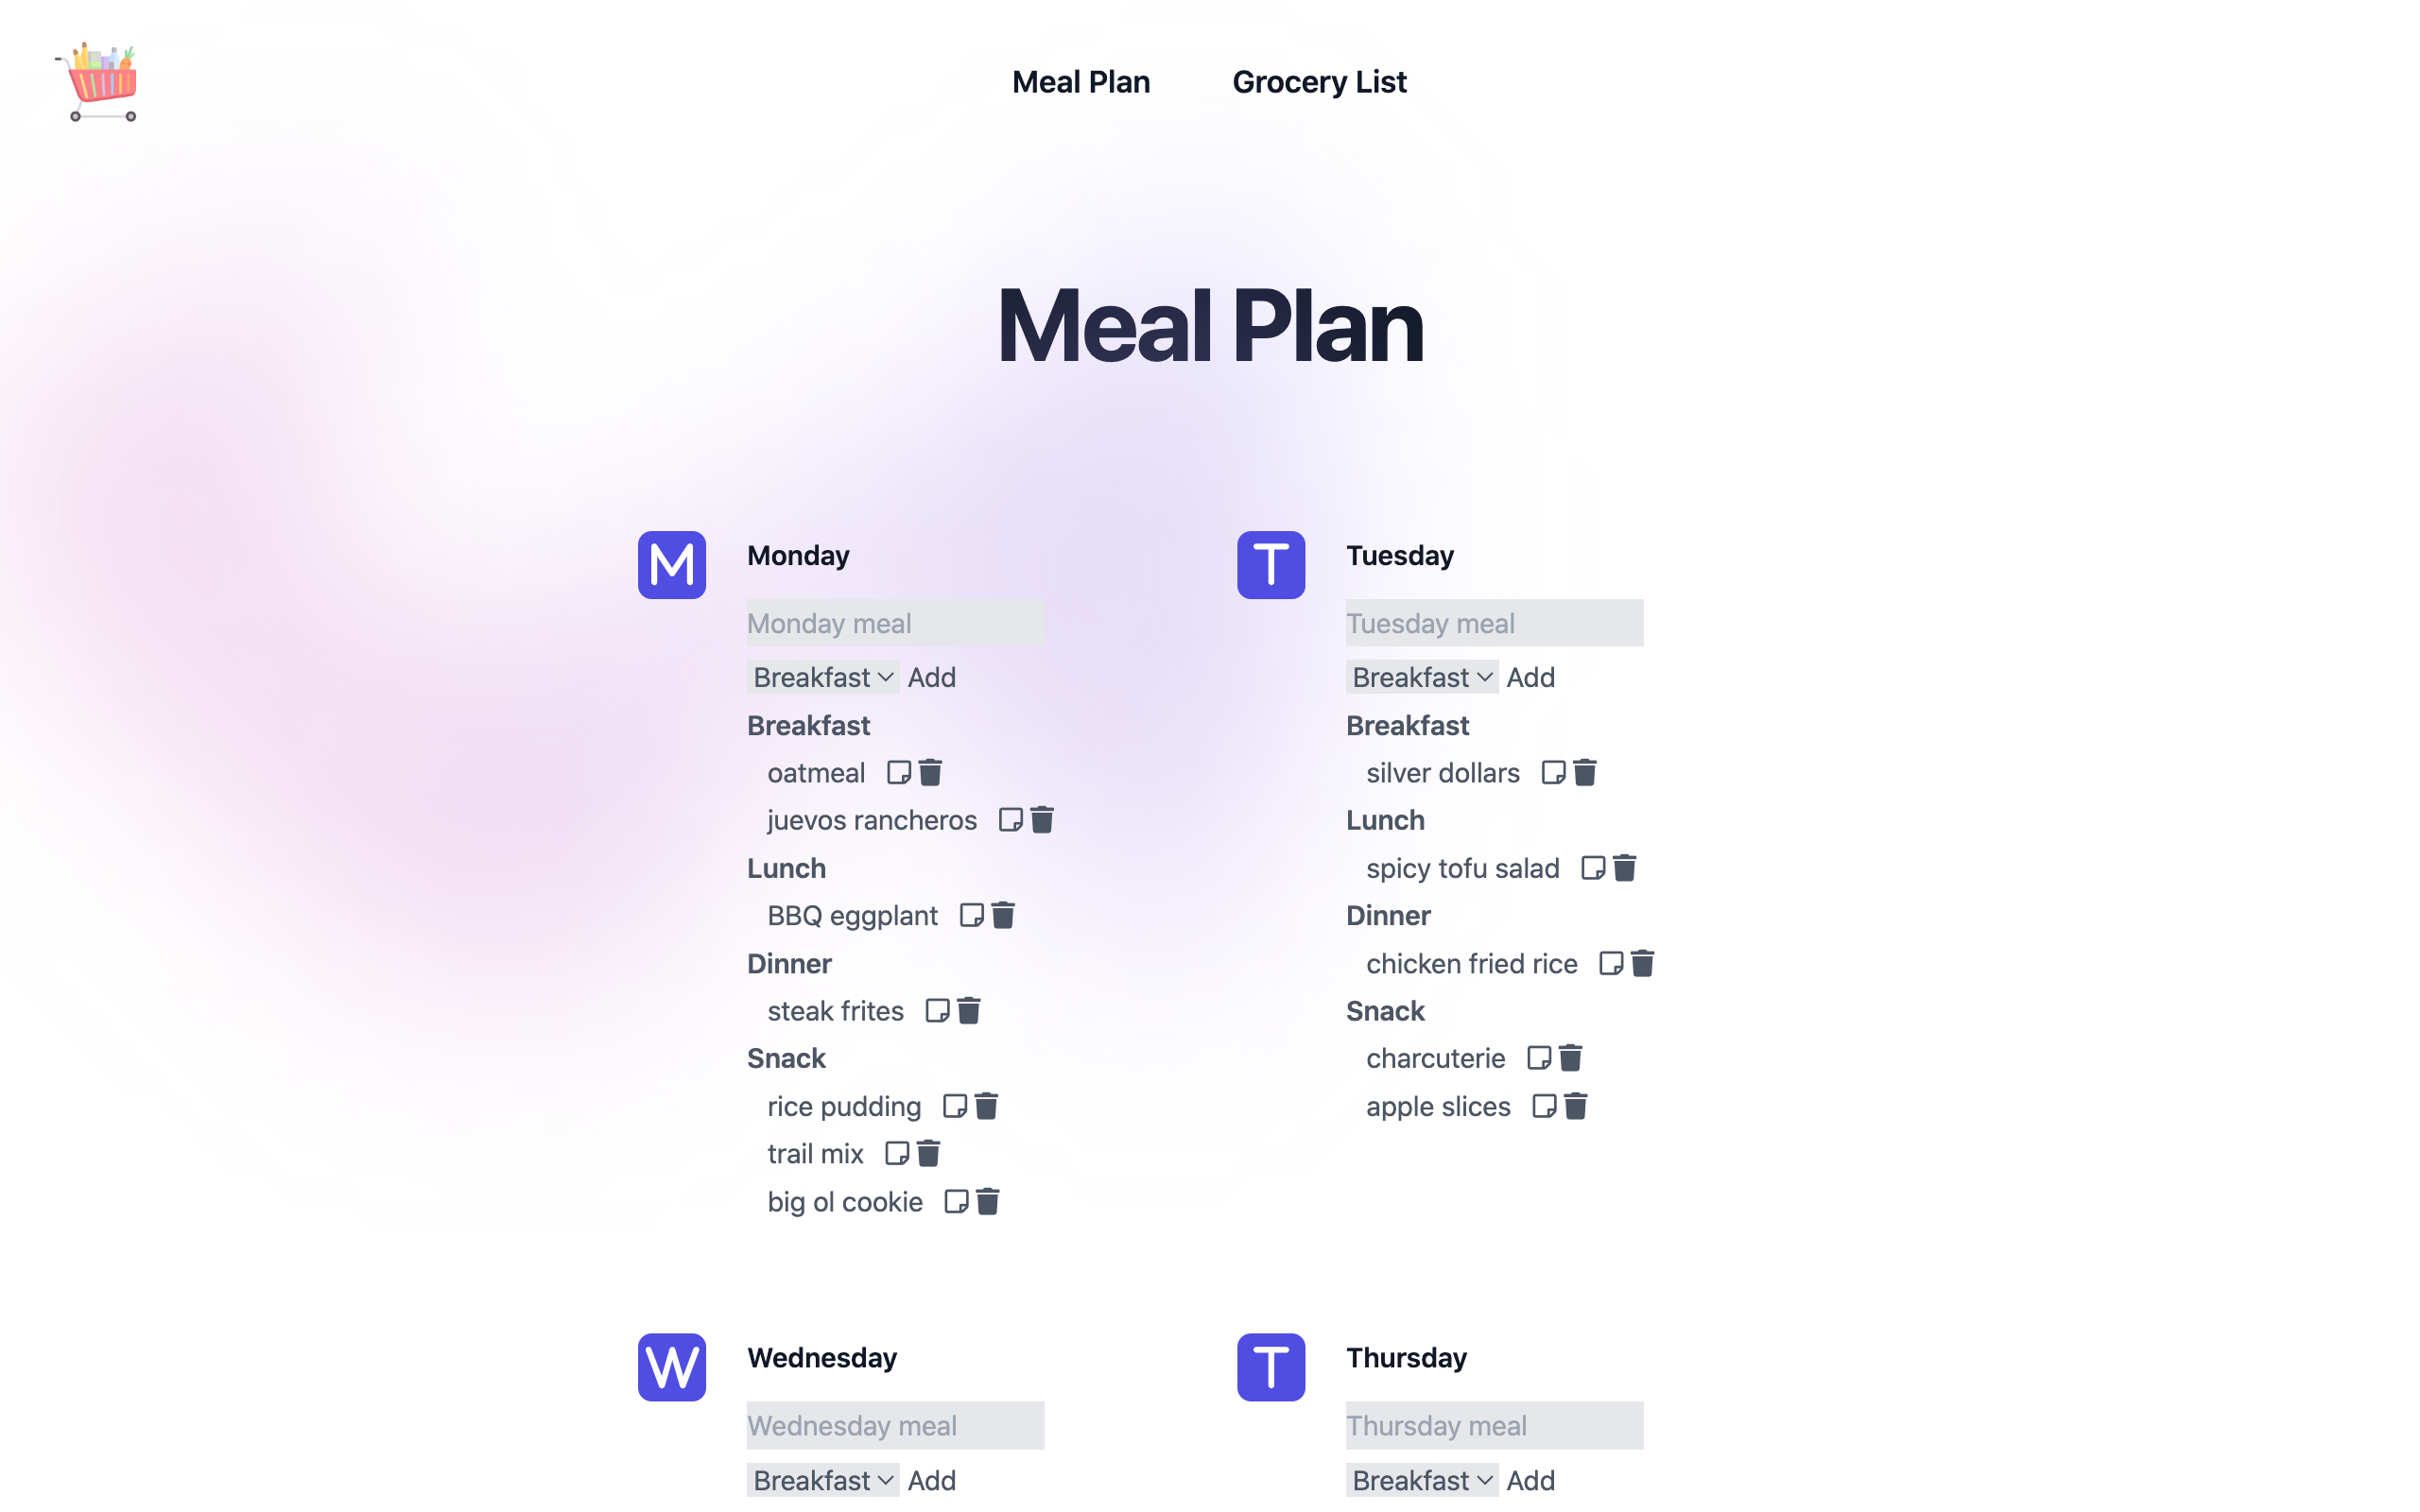 Meal Plan
Grocery List
Meal Plan
M
Monday
Monday meal
Breakfast Add
Breakfast
oatmeal
juevos rancheros
Lunch
BBQ eggplant
Dinner
steak frites
Snack
rice pudding
trail mix
big ol cookie
T
Tuesday
Tuesday meal
Breakfast Add
Breakfast
silver dollars
Lunch
spicy tofu salad
Dinner
chicken fried rice
Snack
charcuterie
apple slices
W
Wednesday
Wednesday meal
Breakfast Add
T
Thursday
Thursday meal
Breakfast Add